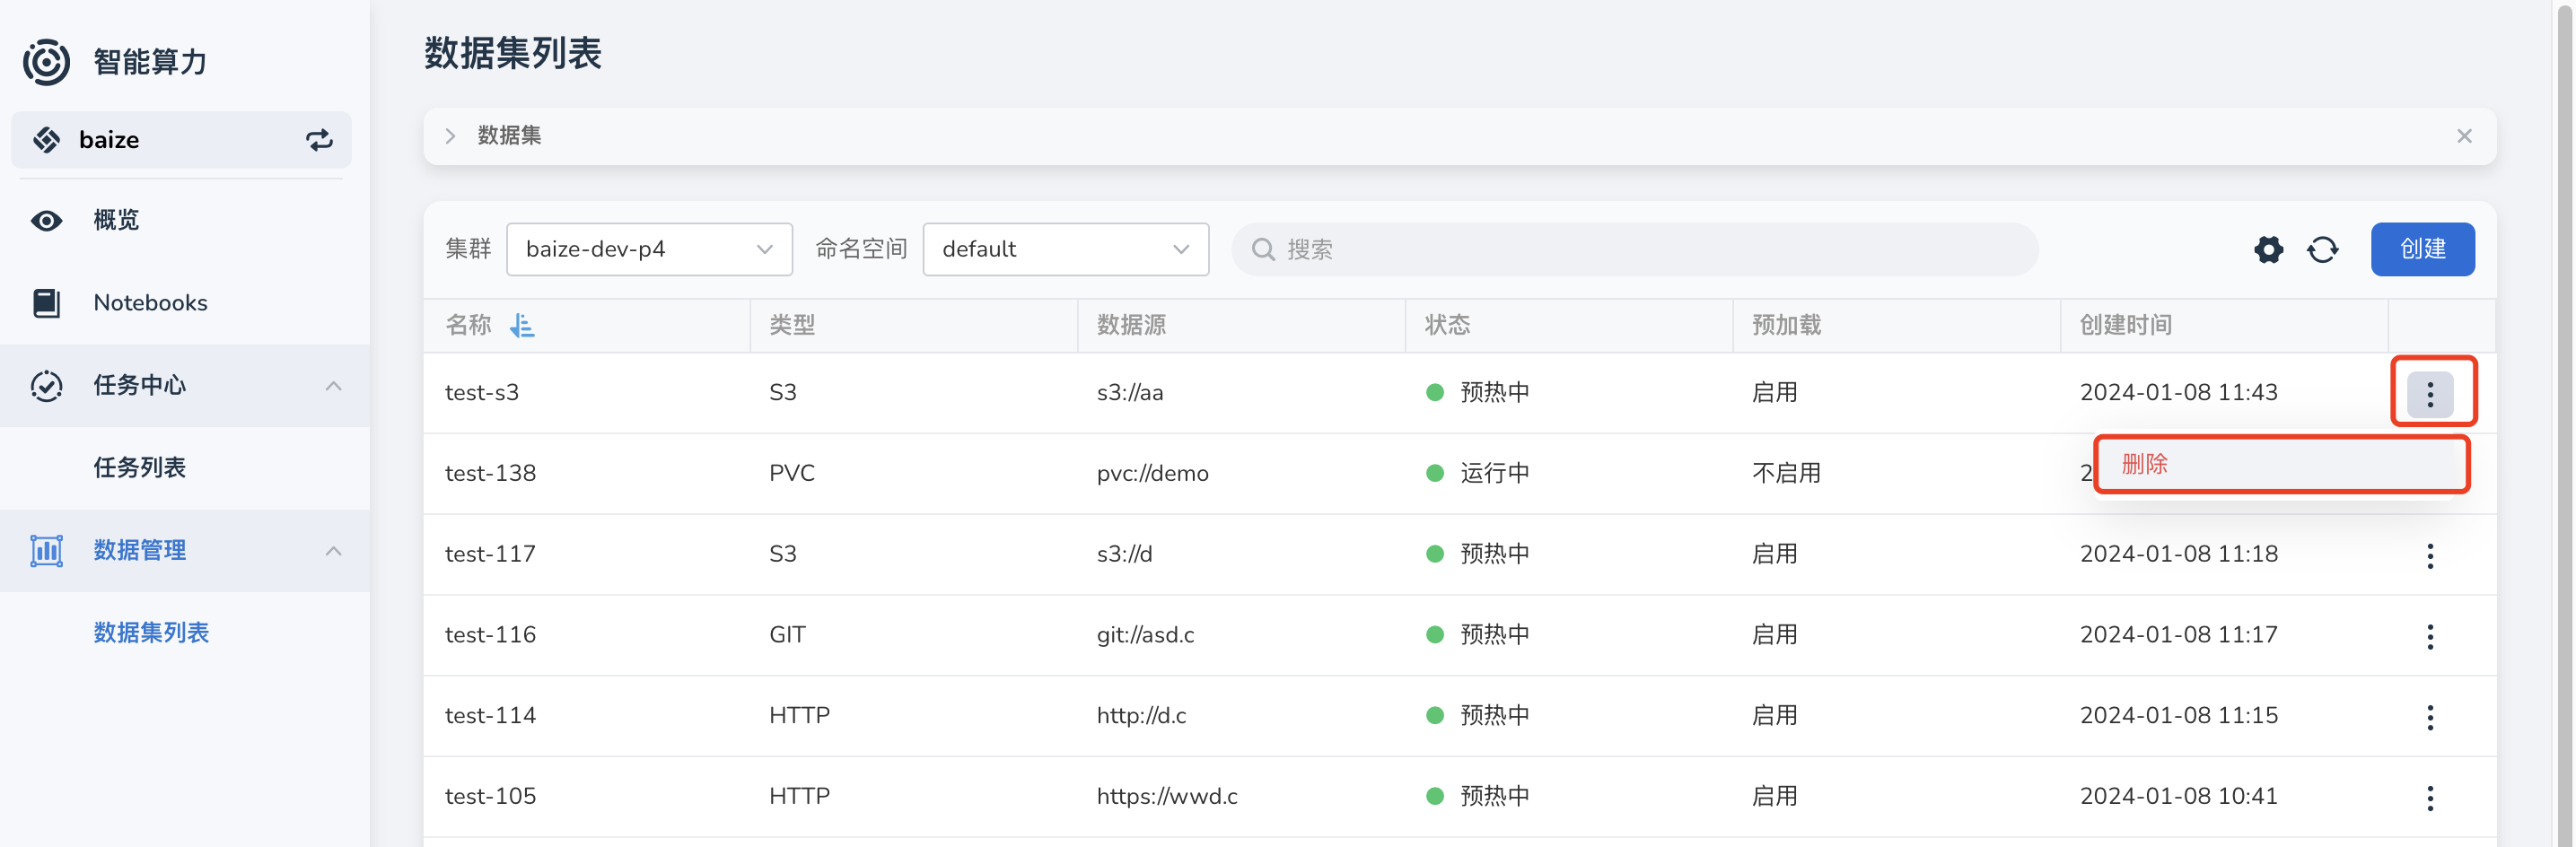 智能算力
baize
概览
Notebooks
任务中心
任务列表
数据管理
数据集列表
数据集列表
数据集
集群 baize-dev-p4 命名空间 default 搜索 创建
名称 类型 数据源 状态 预加载 创建时间
test-s3 S3 s3://aa 预热中 启用 2024-01-08 11:43
删除
test-138 PVC pvc://demo 运行中 不启用 2
test-117 S3 s3://d 预热中 启用 2024-01-08 11:18
test-116 GIT git://asd.c 预热中 启用 2024-01-08 11:17
test-114 HTTP http://d.c 预热中 启用 2024-01-08 11:15
test-105 HTTP https://wwd.c 预热中 启用 2024-01-08 10:41